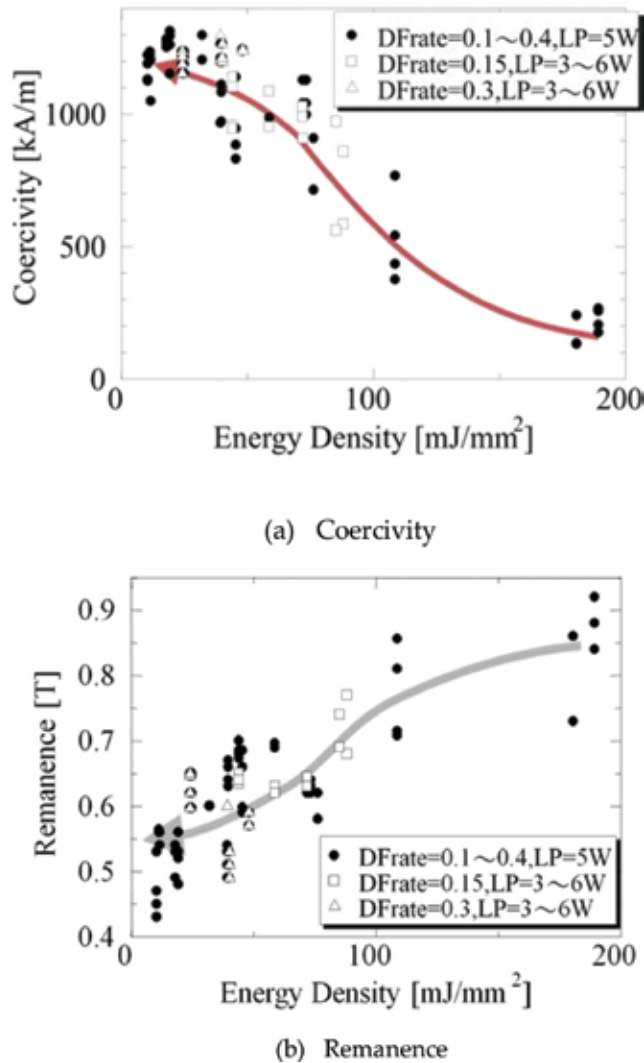 ● DFrate=0.1～0.4,LP=5W
□ DFrate=0.15,LP=3～6W
△ DFrate=0.3,LP=3～6W
1000
500
0
Coercivity [kA/m]
0 100 200
Energy Density [mJ/mm²]
(a) Coercivity
0.9
0.8
0.7
0.6
0.5
0.4
Remanence [T]
● DFrate=0.1～0.4,LP=5W
□ DFrate=0.15,LP=3～6W
△ DFrate=0.3,LP=3～6W
0 100 200
Energy Density [mJ/mm²]
(b) Remanence